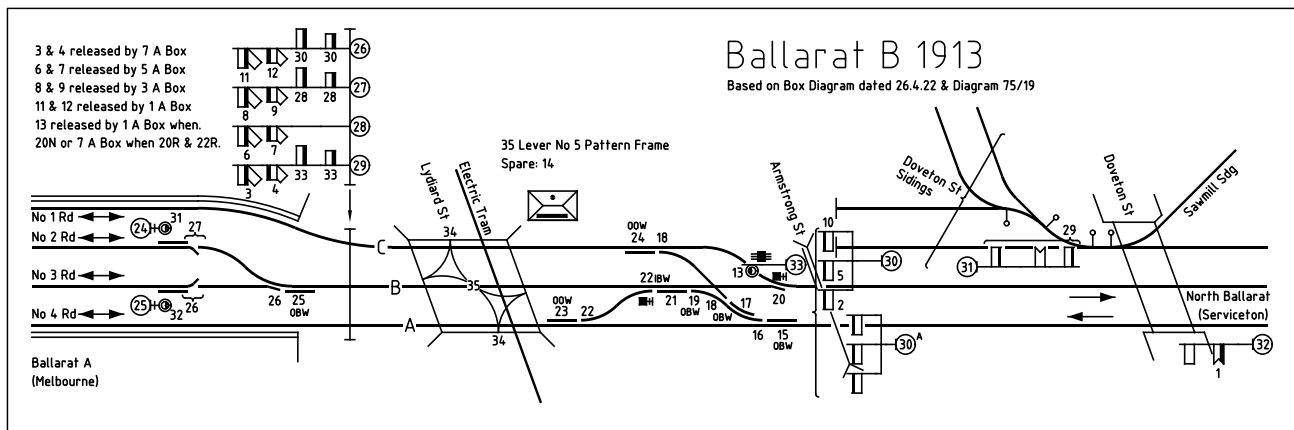 Ballarat B 1913
Based on Box Diagram dated 26.4.22 & Diagram 75/19
3 & 4 released by 7 A Box
6 & 7 released by 5 A Box
8 & 9 released by 3 A Box
11 & 12 released by 1 A Box
13 released by 1 A Box when.
20N or 7 A Box when 20R & 22R.
30 30 26
11 12
28 28 27
8 9
28
6 7
33 33 29
3 4
35 Lever No 5 Pattern Frame
Spare: 14
Lydiard St
Electric Tram
Armstrong St
Doveton St
Sidings
Doveton St
Sawmill Sdg
No 1 Rd
24 31 27
No 2 Rd
No 3 Rd
No 4 Rd
25 32 26
26 25
OBW
C
B
A
34
35
34
OOW
24 18
OOW
23 22
22 IBW
21 19
OBW
18
OBW
17
16 15
OBW
13 33
20
10
5
2
30
30 A
29
31
North Ballarat
(Serviceton)
32
1
Ballarat A
(Melbourne)